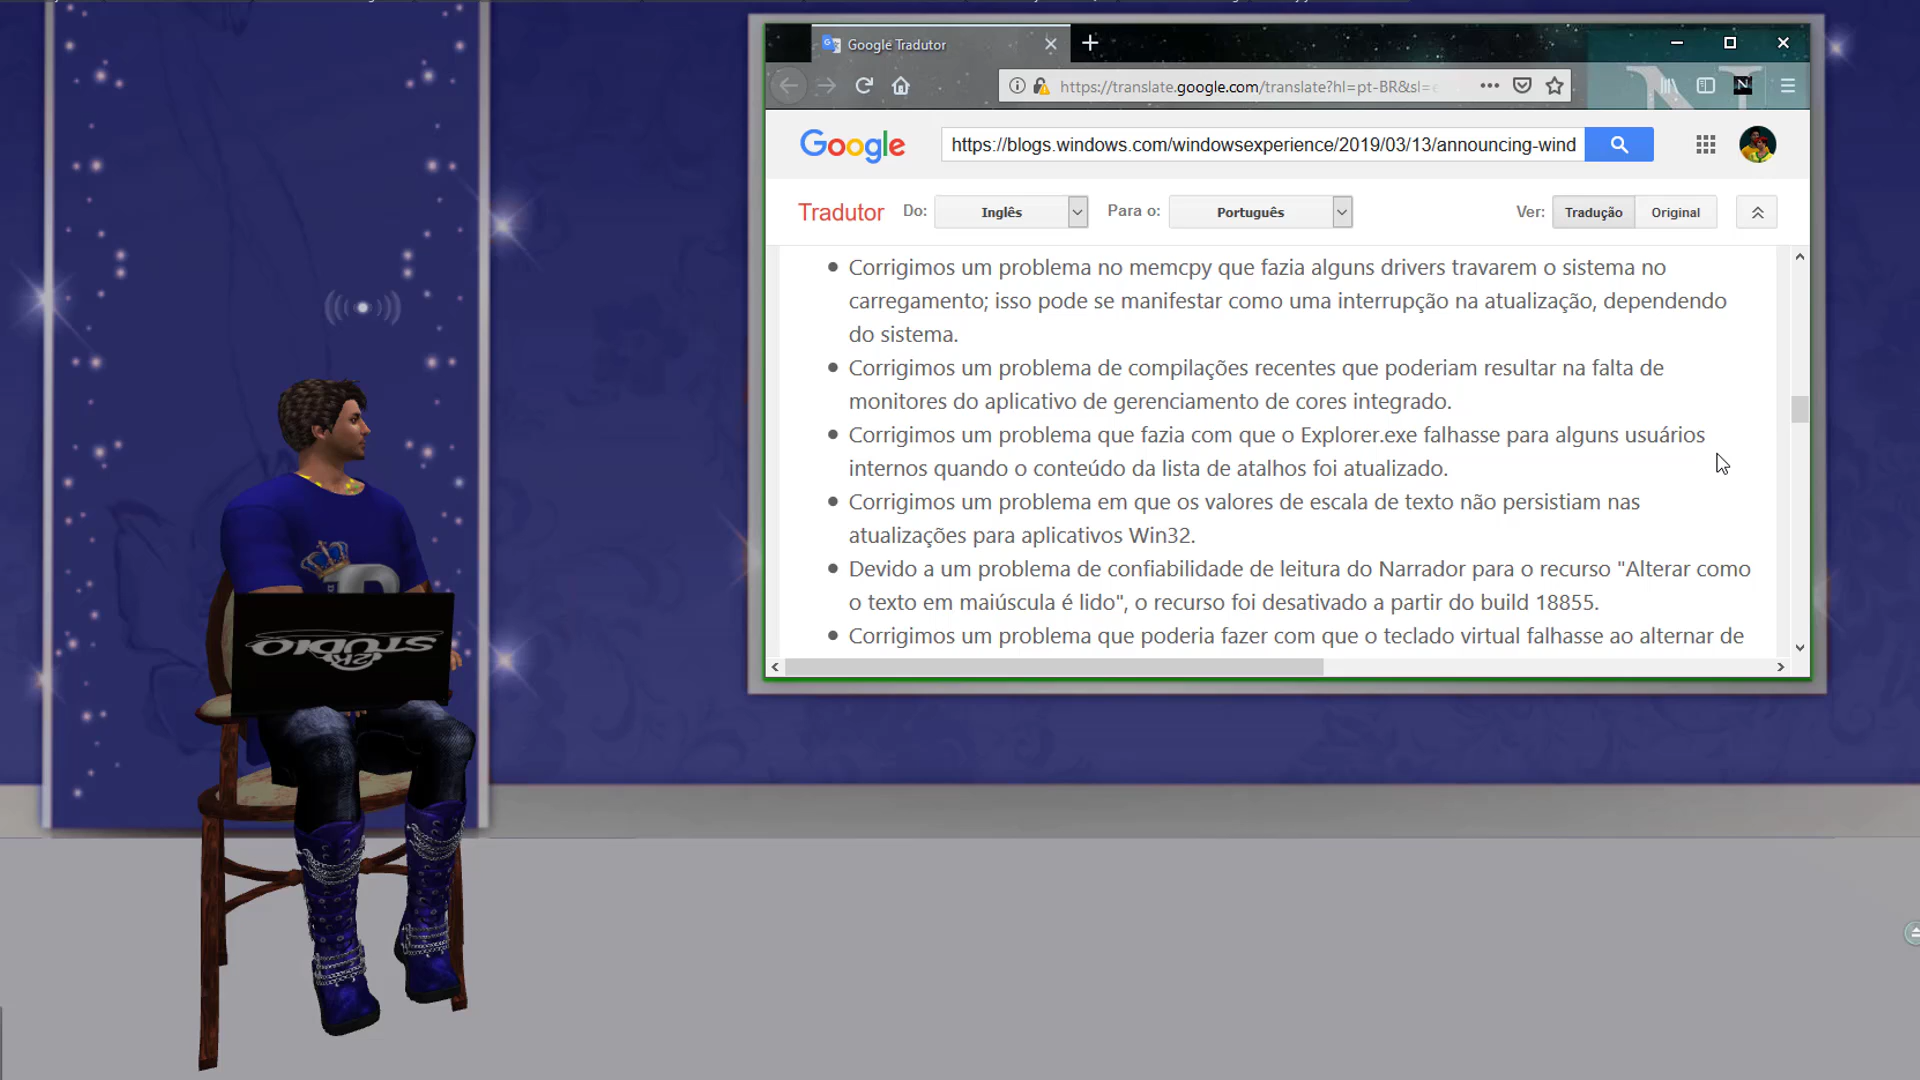 Google Tradutor
https://translate.google.com/translate?hl=pt-BR&sl=e
N
Google
https://blogs.windows.com/windowsexperience/2019/03/13/announcing-wind
Tradutor Do: Inglês Para o: Português Ver: Tradução Original
Corrigimos um problema no memcpy que fazia alguns drivers travarem o sistema no
carregamento; isso pode se manifestar como uma interrupção na atualização, dependendo
do sistema.
Corrigimos um problema de compilações recentes que poderiam resultar na falta de
monitores do aplicativo de gerenciamento de cores integrado.
Corrigimos um problema que fazia com que o Explorer.exe falhasse para alguns usuários
internos quando o conteúdo da lista de atalhos foi atualizado.
Corrigimos um problema em que os valores de escala de texto não persistiam nas
atualizações para aplicativos Win32.
Devido a um problema de confiabilidade de leitura do Narrador para o recurso "Alterar como
o texto em maiúscula é lido", o recurso foi desativado a partir do build 18855.
Corrigimos um problema que poderia fazer com que o teclado virtual falhasse ao alternar de
STUDIO